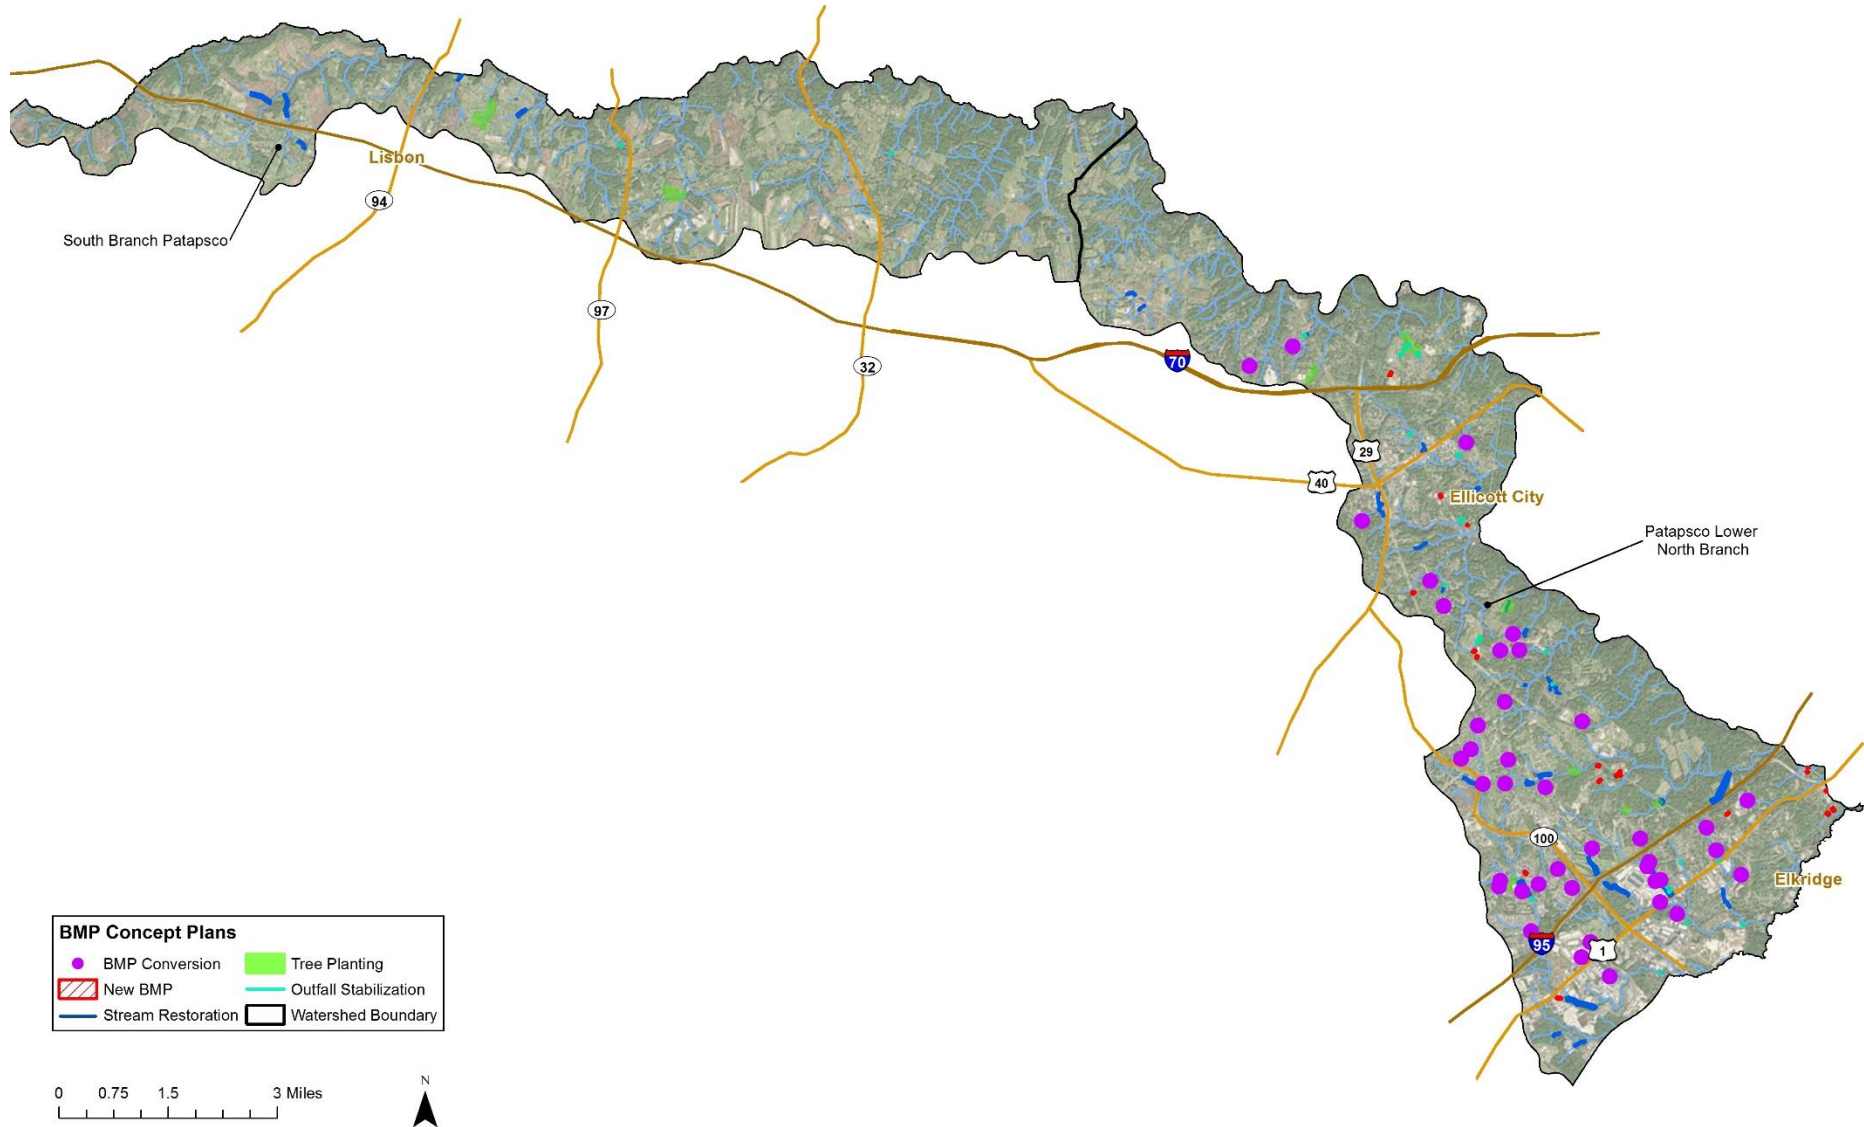 Lisbon
94
South Branch Patapsco
97
32
70
29
40
Ellicott City
Patapsco Lower
North Branch
100
Elkridge
95
1
BMP Concept Plans
BMP Conversion
Tree Planting
New BMP
Outfall Stabilization
Stream Restoration
Watershed Boundary
0 0.75 1.5 3 Miles
N